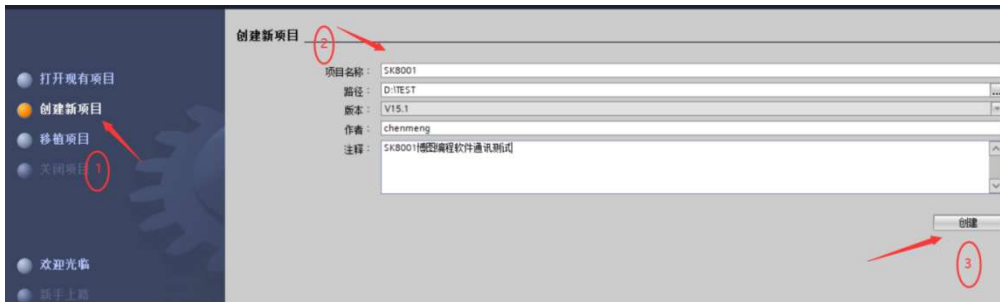 创建新项目
②
打开现有项目
创建新项目
移植项目
关闭项目
①
项目名称：
SK8001
路径：
D:\TEST
...
版本：
V15.1
作者：
chenmeng
注释：
SK8001博图编程软件通讯测试
创建
③
欢迎光临
新手上路